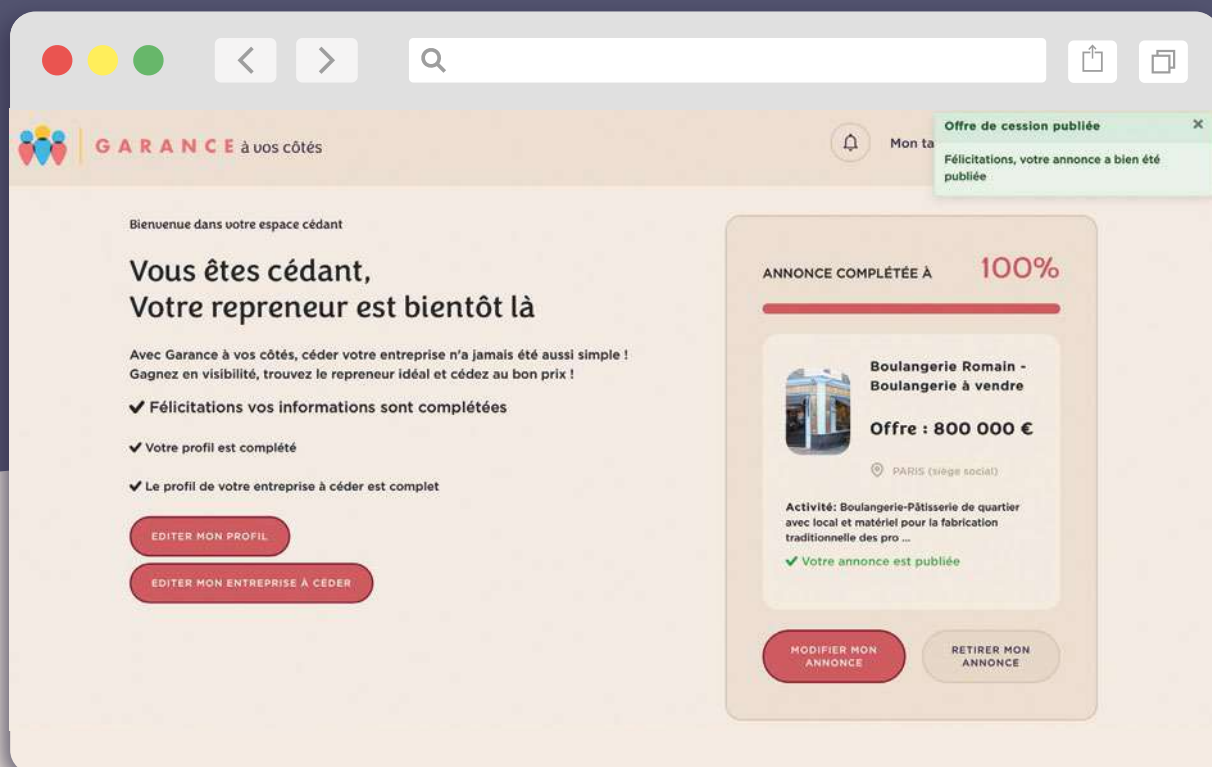 GARANCE à vos côtés
Mon ta
Offre de cession publiée
Félicitations, votre annonce a bien été
publiée
Bienvenue dans votre espace cédant
Vous êtes cédant,
Votre repreneur est bientôt là
Avec Garance à vos côtés, céder votre entreprise n'a jamais été aussi simple !
Gagnez en visibilité, trouvez le repreneur idéal et cédez au bon prix !
Félicitations vos informations sont complétées
Votre profil est complété
Le profil de votre entreprise à céder est complet
EDITER MON PROFIL
EDITER MON ENTREPRISE À CÉDER
ANNONCE COMPLÉTÉE À 100%
Boulangerie Romain -
Boulangerie à vendre
Offre : 800 000 €
PARIS (siège social)
Activité: Boulangerie-Pâtisserie de quartier
avec local et matériel pour la fabrication
traditionnelle des pro ...
Votre annonce est publiée
MODIFIER MON
ANNONCE
RETIRER MON
ANNONCE